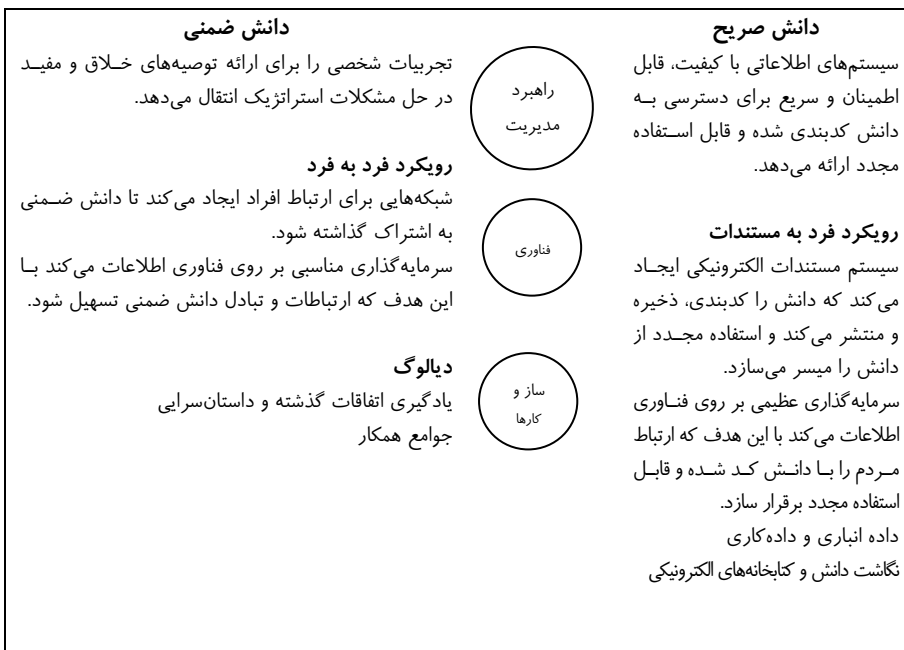 دانش صریح
سیستم‌های اطلاعاتی با کیفیت، قابل
اطمینان و سریع برای دسترسی به
دانش کدبندی شده و قابل استفاده
مجدد ارائه می‌دهد.
رویکرد فرد به مستندات
سیستم مستندات الکترونیکی ایجاد
می‌کند که دانش را کدبندی، ذخیره
و منتشر می‌کند و استفاده مجدد از
دانش را میسر می‌سازد.
سرمایه‌گذاری عظیمی بر روی فناوری
اطلاعات می‌کند با این هدف که ارتباط
مردم را با دانش کد شده و قابل
استفاده مجدد برقرار سازد.
داده انباری و داده‌کاری
نگاشت دانش و کتابخانه‌های الکترونیکی
راهبرد
مدیریت
فناوری
ساز و
کارها
دانش ضمنی
تجربیات شخصی را برای ارائه توصیه‌های خلاق و مفید
در حل مشکلات استراتژیک انتقال می‌دهد.
رویکرد فرد به فرد
شبکه‌هایی برای ارتباط افراد ایجاد می‌کند تا دانش ضمنی
به اشتراک گذاشته شود.
سرمایه‌گذاری مناسبی بر روی فناوری اطلاعات می‌کند با
این هدف که ارتباطات و تبادل دانش ضمنی تسهیل شود.
دیالوگ
یادگیری اتفاقات گذشته و داستان‌سرایی
جوامع همکار